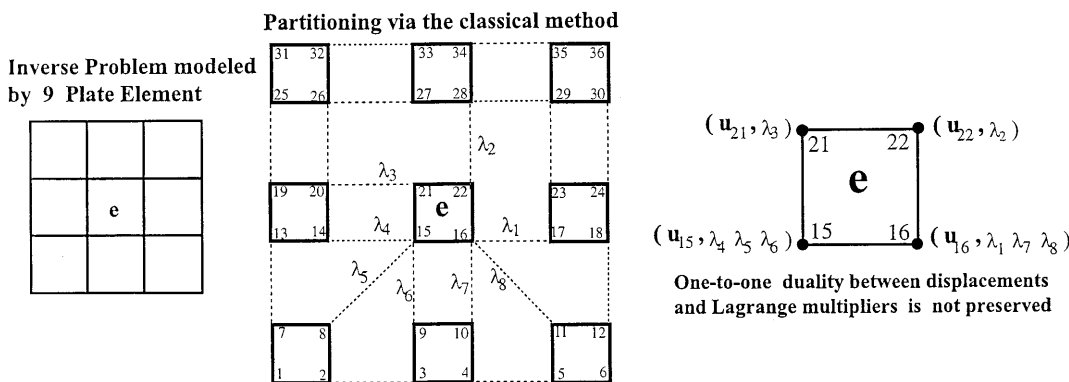 Partitioning via the classical method
Inverse Problem modeled
by 9 Plate Element
e
31 32
25 26
33 34
27 28
35 36
29 30
λ2
λ3
19 20
13 14
21 22
e
15 16
23 24
17 18
λ4
λ1
λ5
λ6
λ7
λ8
7 8
1 2
9 10
3 4
11 12
5 6
(u21, λ3)
(u22, λ2)
21 22
e
15 16
(u15, λ4 λ5 λ6)
(u16, λ1 λ7 λ8)
One-to-one duality between displacements
and Lagrange multipliers is not preserved